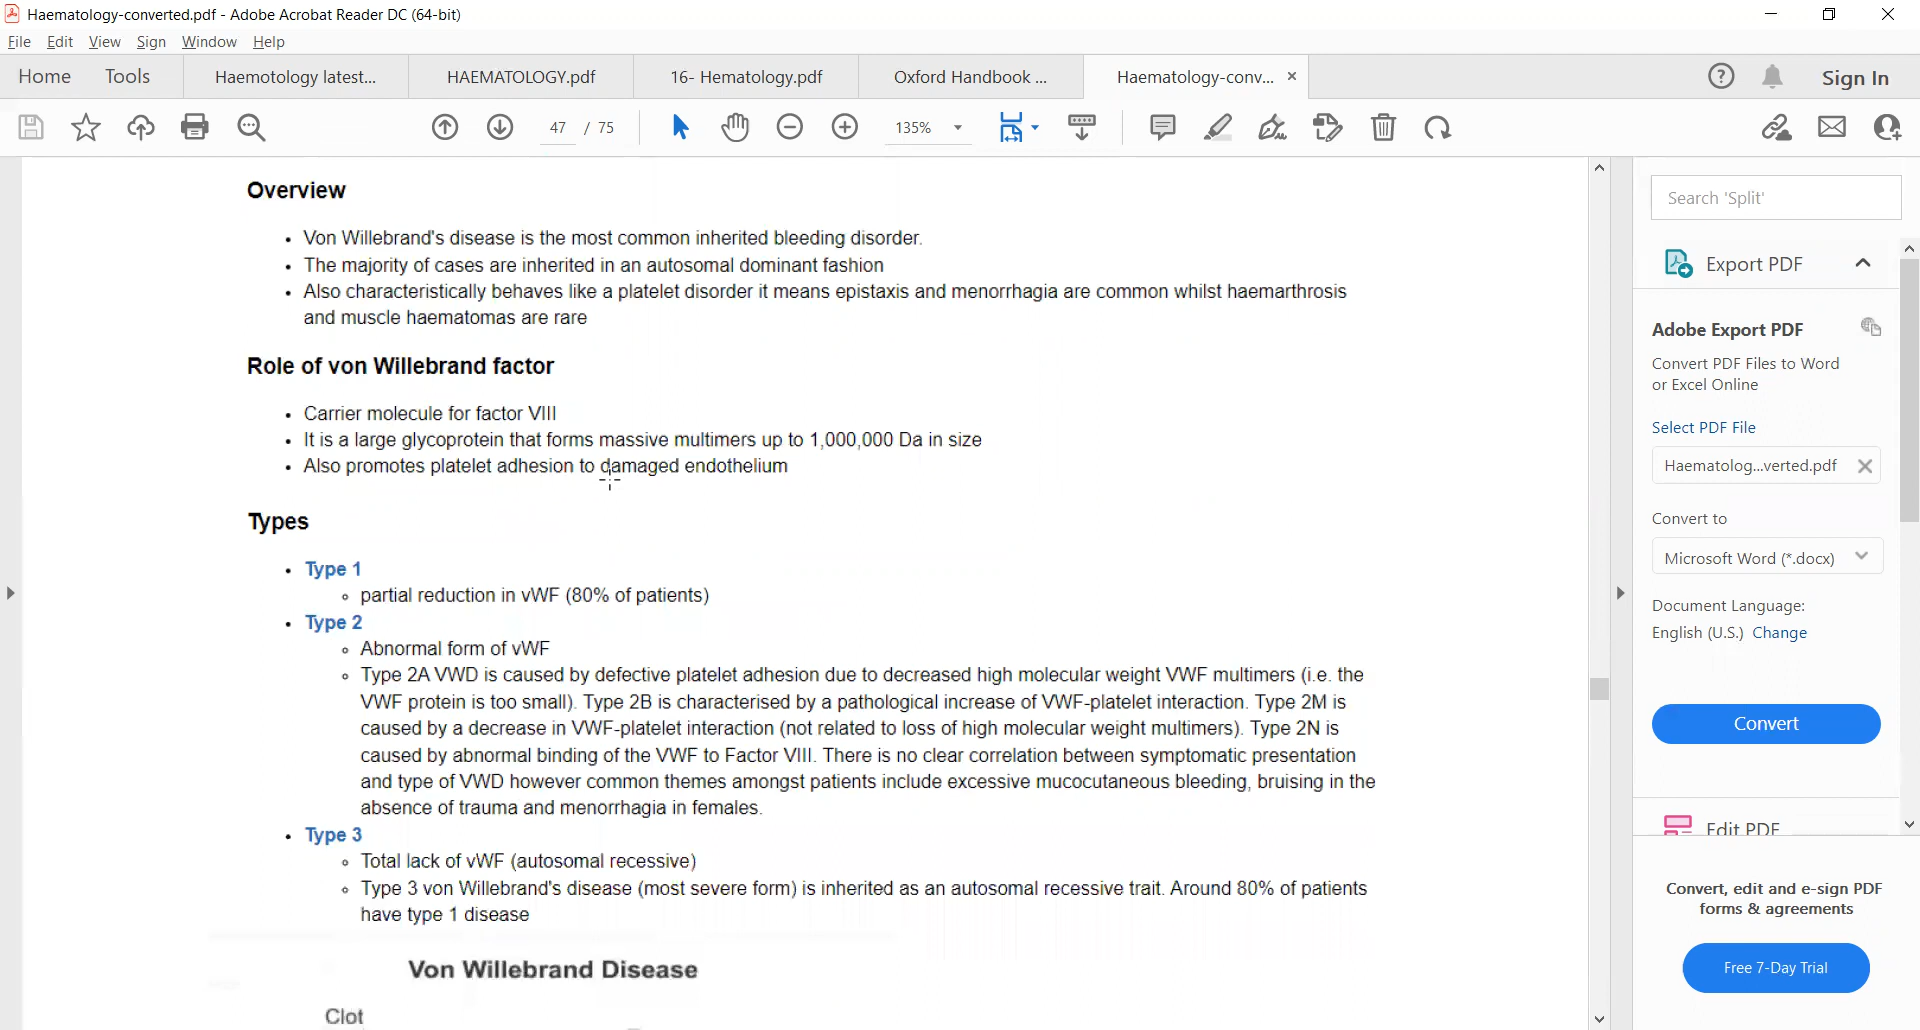 Haematology-converted.pdf - Adobe Acrobat Reader DC (64-bit)
File Edit View Sign Window Help
Home Tools Haemotology latest... HAEMATOLOGY.pdf 16- Hematology.pdf Oxford Handbook ... Haematology-conv... Sign In
47 / 75 135%
Overview
• Von Willebrand's disease is the most common inherited bleeding disorder.
• The majority of cases are inherited in an autosomal dominant fashion
• Also characteristically behaves like a platelet disorder it means epistaxis and menorrhagia are common whilst haemarthrosis
and muscle haematomas are rare
Role of von Willebrand factor
• Carrier molecule for factor VIII
• It is a large glycoprotein that forms massive multimers up to 1,000,000 Da in size
• Also promotes platelet adhesion to damaged endothelium
Types
• Type 1
◦ partial reduction in vWF (80% of patients)
• Type 2
◦ Abnormal form of vWF
◦ Type 2A VWD is caused by defective platelet adhesion due to decreased high molecular weight VWF multimers (i.e. the
VWF protein is too small). Type 2B is characterised by a pathological increase of VWF-platelet interaction. Type 2M is
caused by a decrease in VWF-platelet interaction (not related to loss of high molecular weight multimers). Type 2N is
caused by abnormal binding of the VWF to Factor VIII. There is no clear correlation between symptomatic presentation
and type of VWD however common themes amongst patients include excessive mucocutaneous bleeding, bruising in the
absence of trauma and menorrhagia in females.
• Type 3
◦ Total lack of vWF (autosomal recessive)
◦ Type 3 von Willebrand's disease (most severe form) is inherited as an autosomal recessive trait. Around 80% of patients
have type 1 disease
Von Willebrand Disease
Clot
Search 'Split'
Export PDF
Adobe Export PDF
Convert PDF Files to Word
or Excel Online
Select PDF File
Haematolog...verted.pdf
Convert to
Microsoft Word (*.docx)
Document Language:
English (U.S.) Change
Convert
Edit PDF
Convert, edit and e-sign PDF
forms & agreements
Free 7-Day Trial